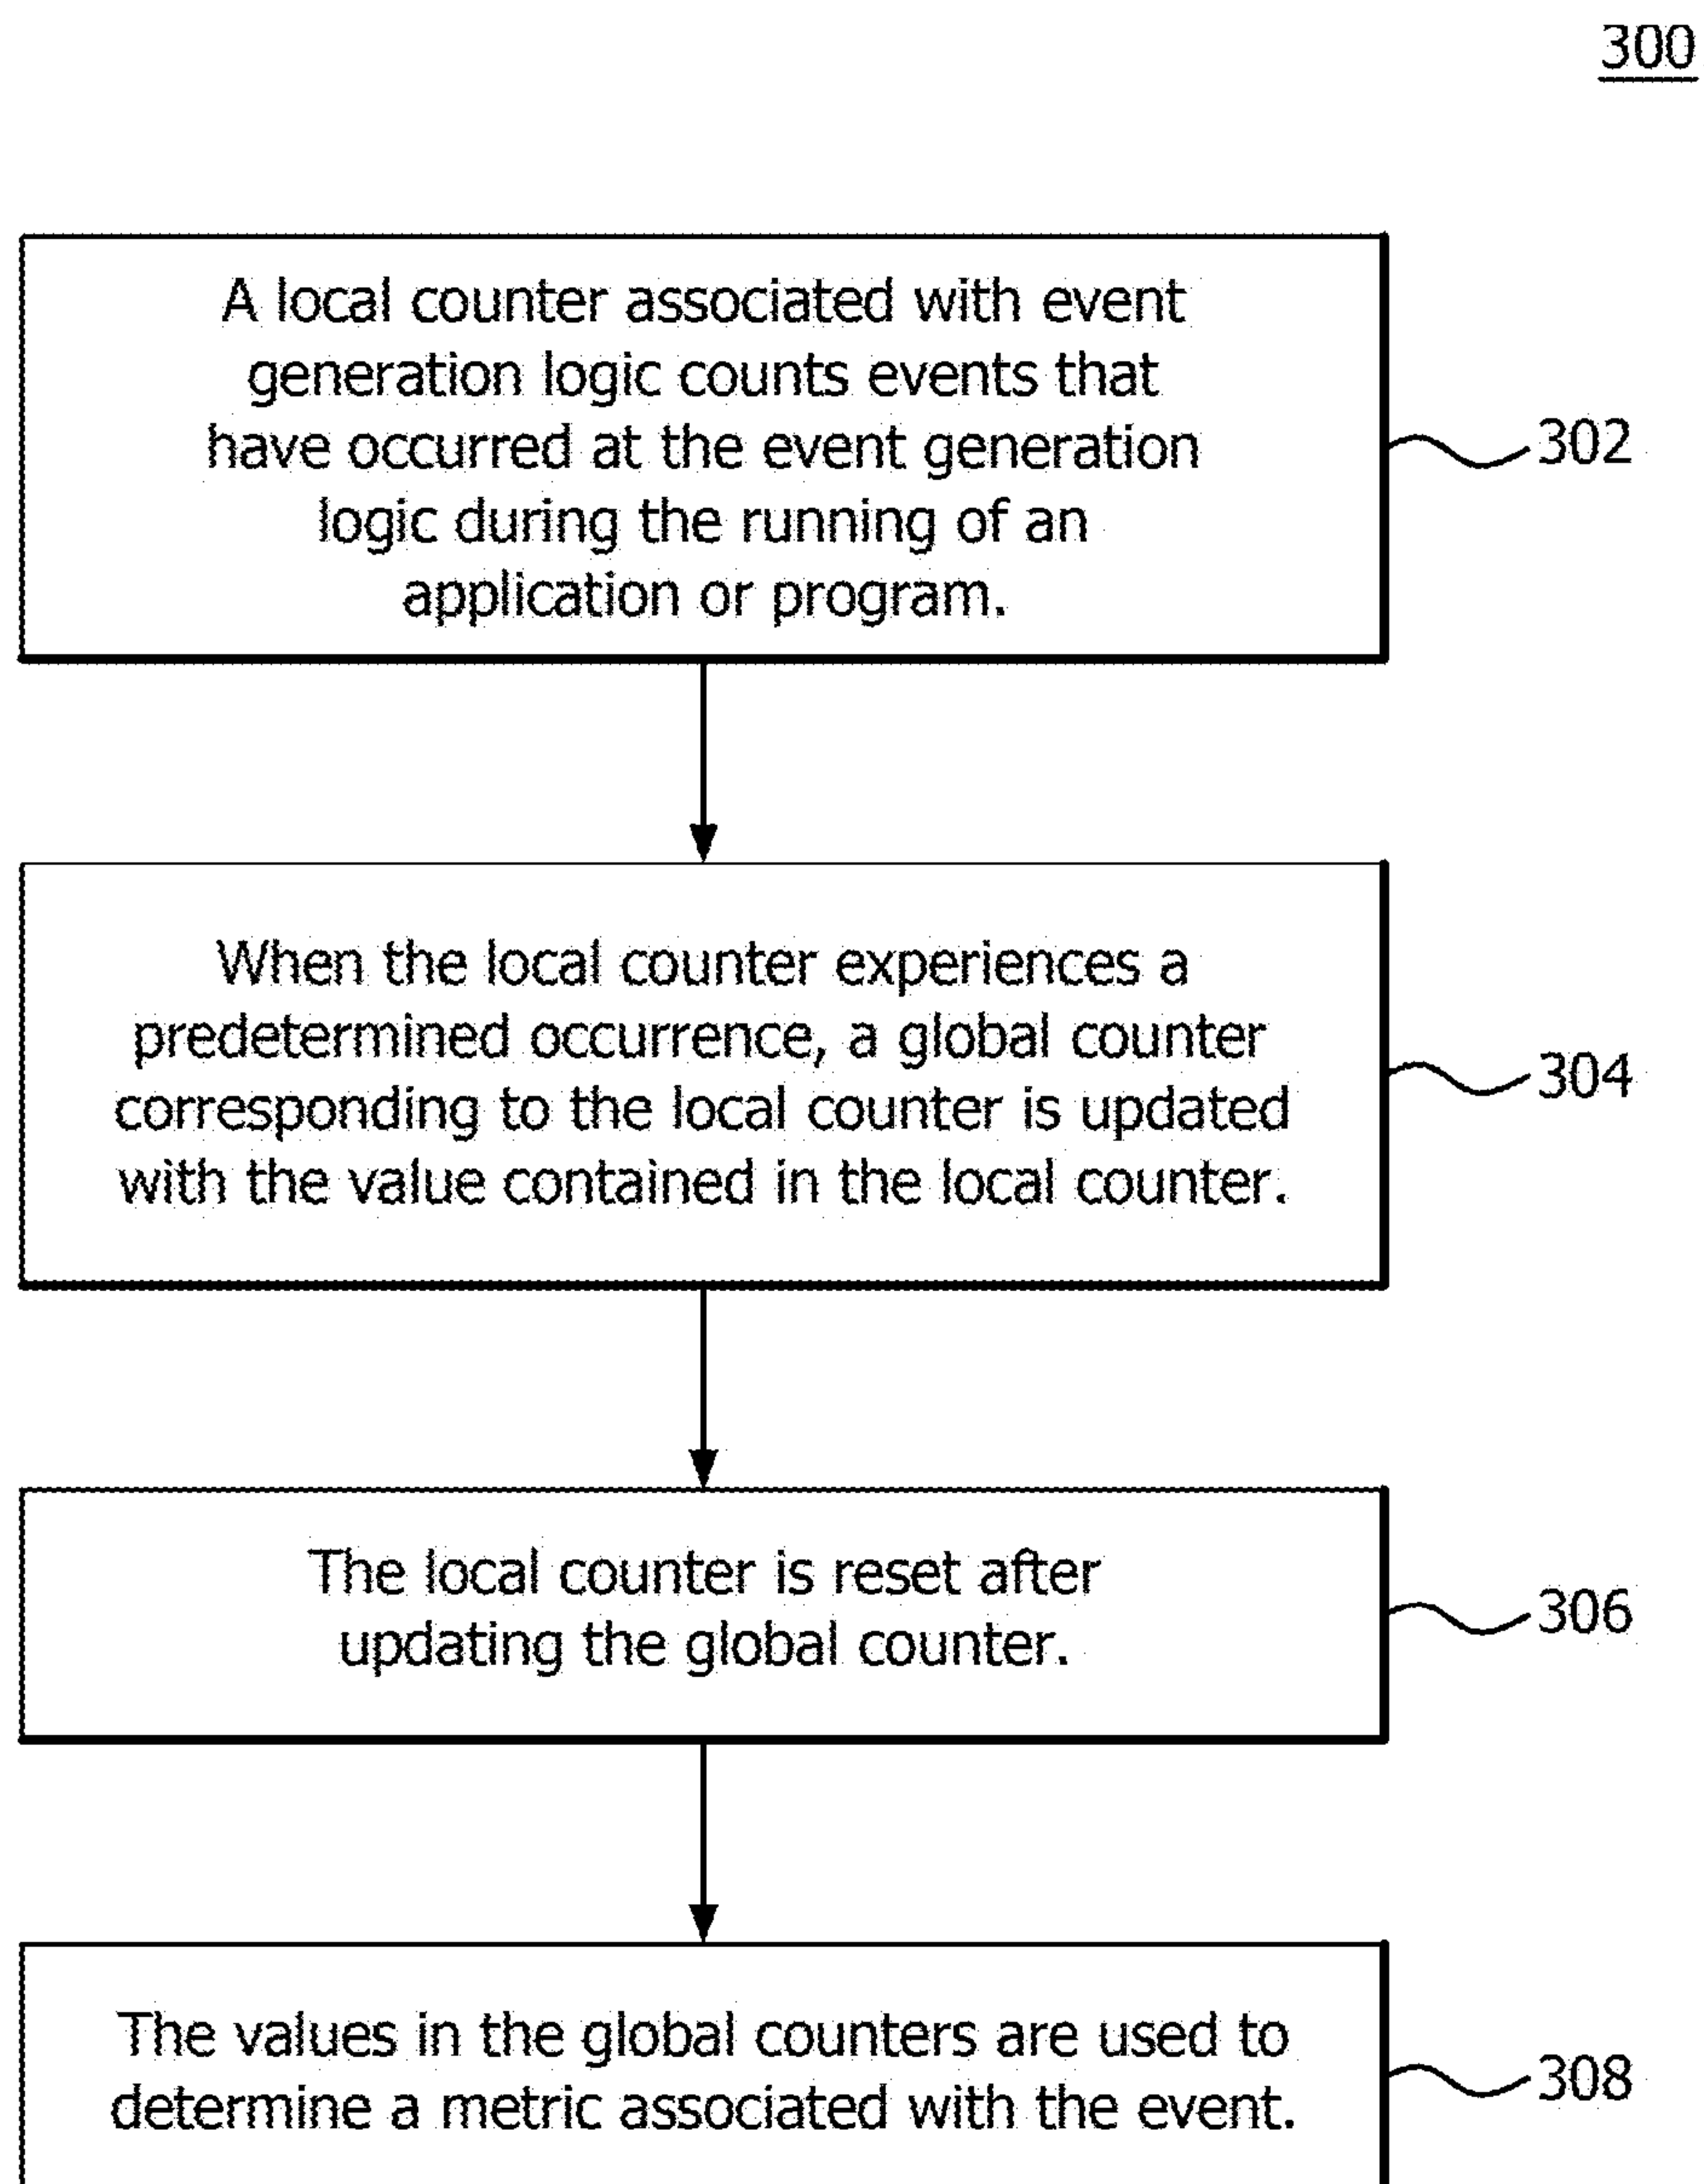 300
A local counter associated with event
generation logic counts events that
have occurred at the event generation
logic during the running of an
application or program.
302
When the local counter experiences a
predetermined occurrence, a global counter
corresponding to the local counter is updated
with the value contained in the local counter.
304
The local counter is reset after
updating the global counter.
306
The values in the global counters are used to
determine a metric associated with the event.
308